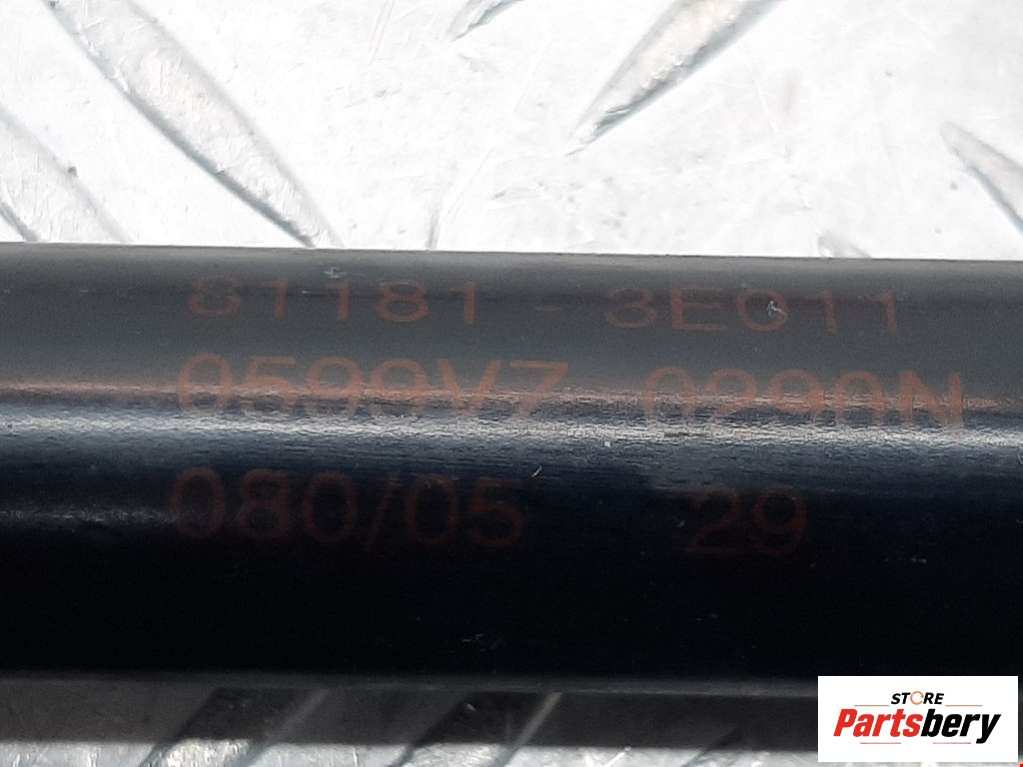 81181 - 3E011
0599V7 0290N
080/05 29
STORE
Partsbery